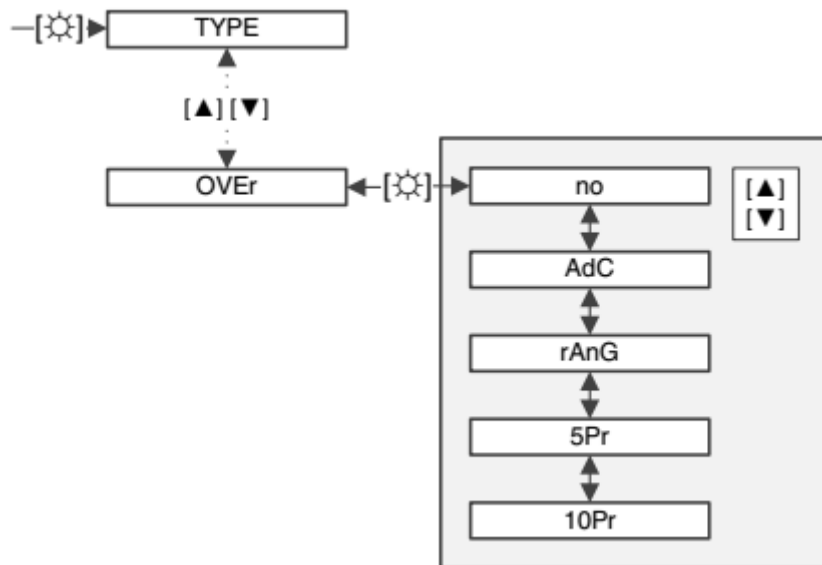 [☼] TYPE
[▲] [▼]
OVEr [☼] no
[▲]
[▼]
AdC
rAnG
5Pr
10Pr